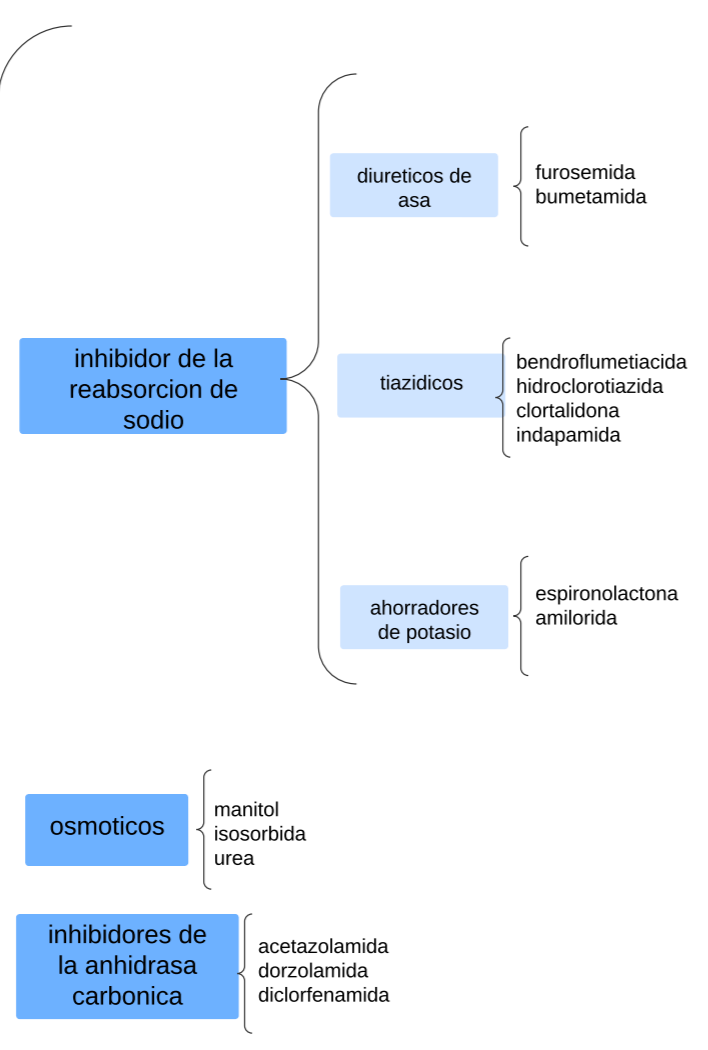 diureticos de
asa
furosemida
bumetamida
inhibidor de la
reabsorcion de
sodio
tiazidicos
bendroflumetiacida
hidroclorotiazida
clortalidona
indapamida
ahorradores
de potasio
espironolactona
amilorida
osmoticos
manitol
isosorbida
urea
inhibidores de
la anhidrasa
carbonica
acetazolamida
dorzolamida
diclorfenamida